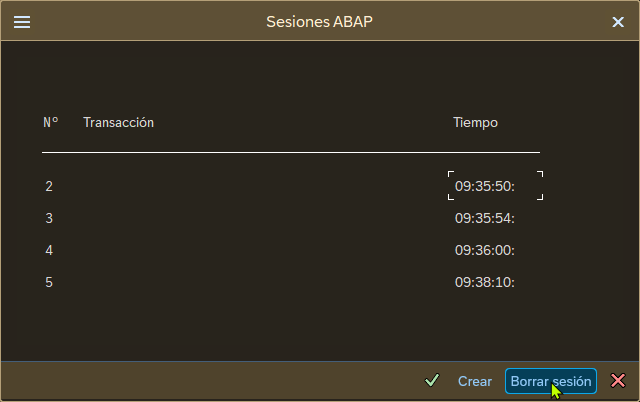 Sesiones ABAP
Nº Transacción Tiempo
2 09:35:50:
3 09:35:54:
4 09:36:00:
5 09:38:10:
Crear Borrar sesión